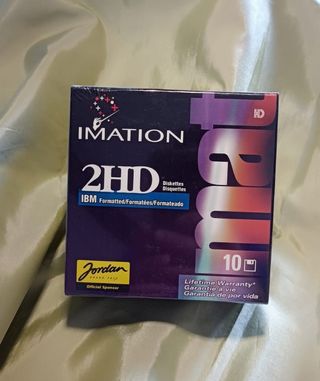 IMATION
2HD Diskettes
Disquettes
IBM Formatted/Formatées/Formateado
mat
HD
Jordan
Official Sponsor
10
Lifetime Warranty*
Garantie à vie*
Garantía de por vida